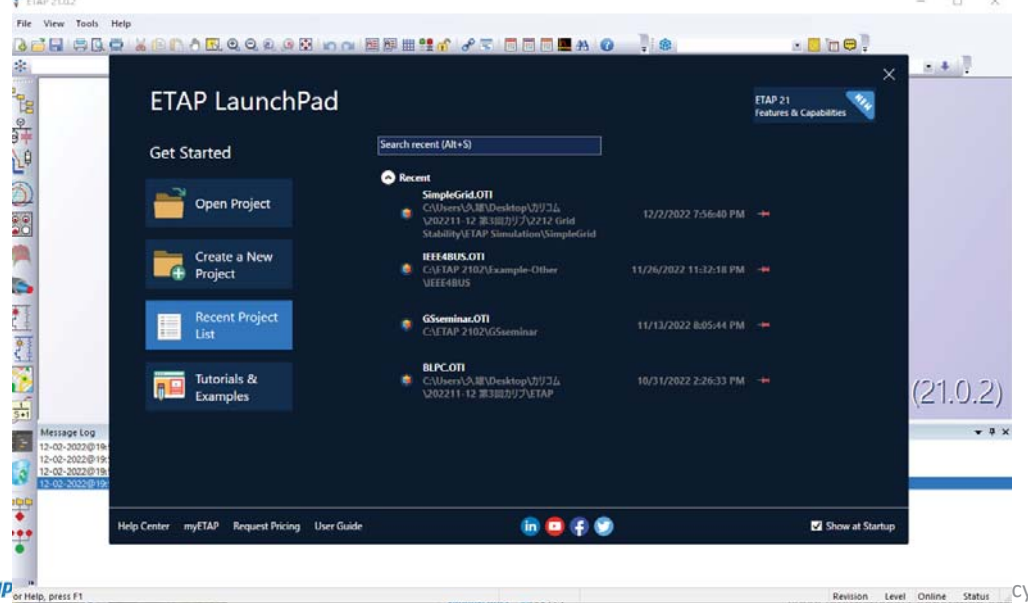 ETAP 21.0.2
File View Tools Help
ETAP LaunchPad
ETAP 21
Features & Capabilities
NEW
Get Started
Search recent (Alt+S)
Open Project
Create a New
Project
Recent Project
List
Tutorials &
Examples
Recent
SimpleGrid.OTI
C:\Users\久雄\Desktop\カリコム
\202211-12 第3回カリブ\2212 Grid
Stability\ETAP Simulation\SimpleGrid
12/2/2022 7:56:40 PM
IEEE4BUS.OTI
C:\ETAP 2102\Example-Other
\IEEE4BUS
11/26/2022 11:32:18 PM
GSseminar.OTI
C:\ETAP 2102\GSseminar
11/13/2022 8:05:44 PM
BLPC.OTI
C:\Users\久雄\Desktop\カリコム
\202211-12 第3回カリブ\ETAP
10/31/2022 2:26:33 PM
(21.0.2)
5+1
Message Log
12-02-2022@19:
12-02-2022@19:
12-02-2022@19:
12-02-2022@19:
Help Center myETAP Request Pricing User Guide
in
f
Show at Startup
or Help, press F1
Revision Level Online Status